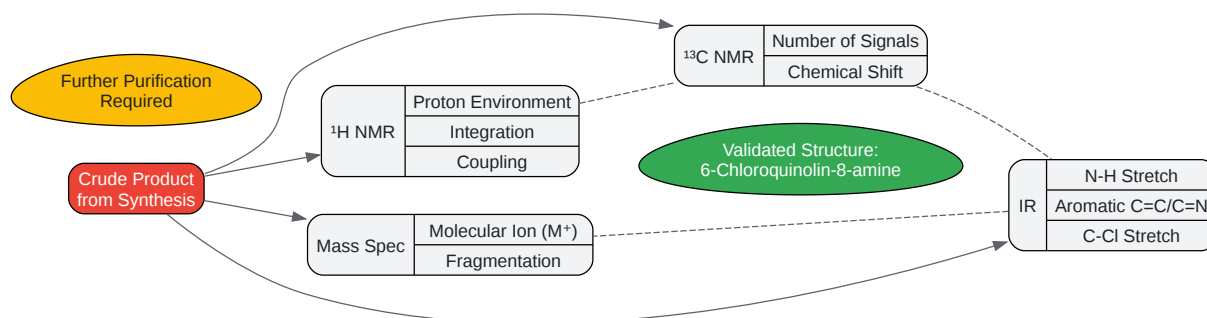 Further Purification
Required
Crude Product
from Synthesis
¹H NMR
Proton Environment
Integration
Coupling
Mass Spec
Molecular Ion (M⁺)
Fragmentation
¹³C NMR
Number of Signals
Chemical Shift
Validated Structure:
6-Chloroquinolin-8-amine
IR
N-H Stretch
Aromatic C=C/C=N
C-Cl Stretch